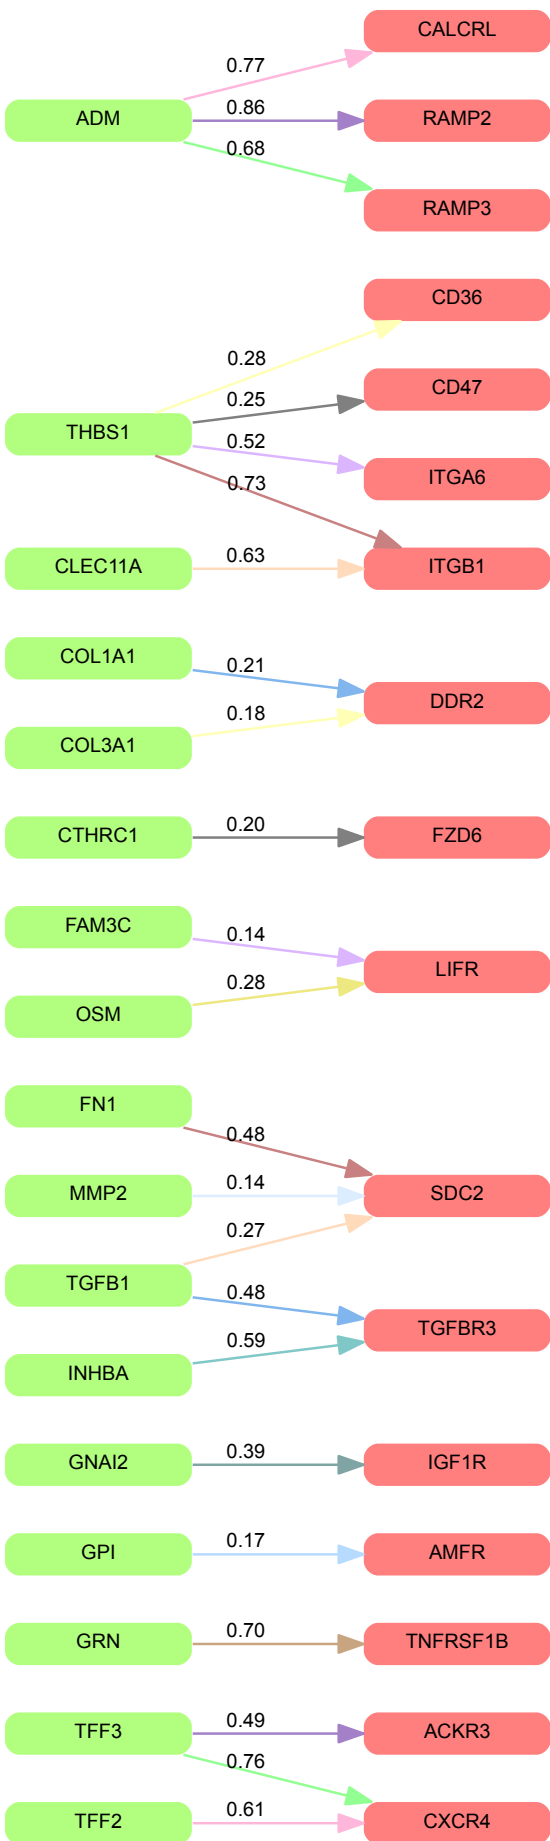 CALCRL
0.77
ADM
0.86
RAMP2
0.68
RAMP3
CD36
0.28
CD47
0.25
THBS1
0.52
ITGA6
0.73
CLEC11A
0.63
ITGB1
COL1A1
0.21
DDR2
0.18
COL3A1
CTHRC1
0.20
FZD6
FAM3C
0.14
LIFR
0.28
OSM
FN1
0.48
MMP2
0.14
SDC2
0.27
TGFB1
0.48
TGFBR3
0.59
INHBA
GNAI2
0.39
IGF1R
GPI
0.17
AMFR
GRN
0.70
TNFRSF1B
TFF3
0.49
ACKR3
0.76
TFF2
0.61
CXCR4